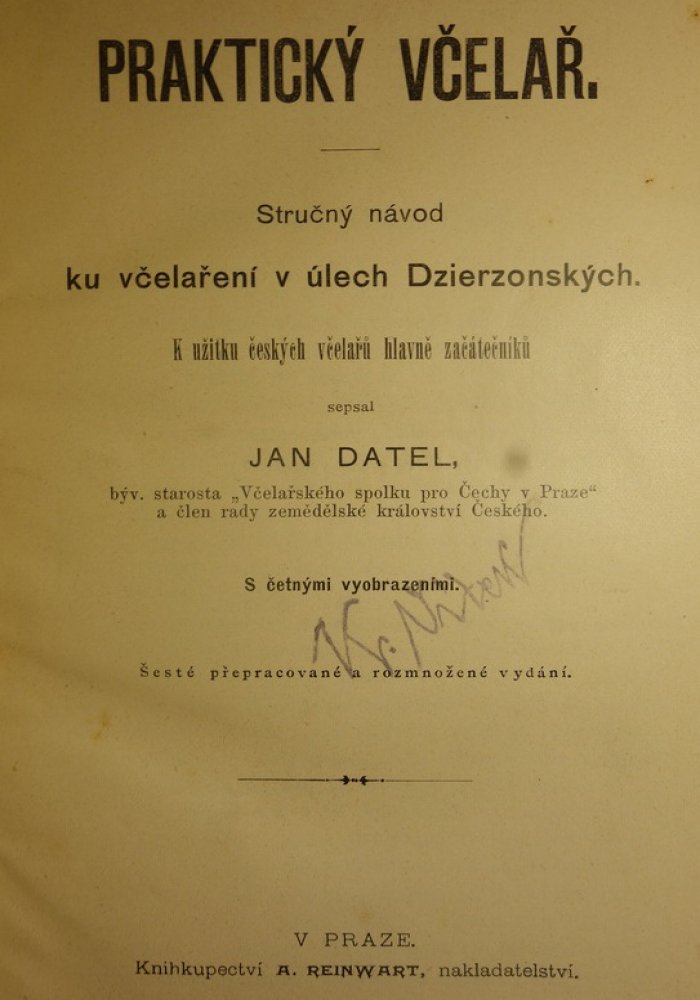 PRAKTICKÝ VČELAŘ.
Stručný návod
ku včelaření v úlech Dzierzonských.
K užitku českých včelařů hlavně začátečníků
sepsal
JAN DATEL,
býv. starosta „Včelařského spolku pro Čechy v Praze“
a člen rady zemědělské království Českého.
S četnými vyobrazeními.
Šesté přepracované a rozmnožené vydání.
V PRAZE.
Knihkupectví A. REINWART, nakladatelství.